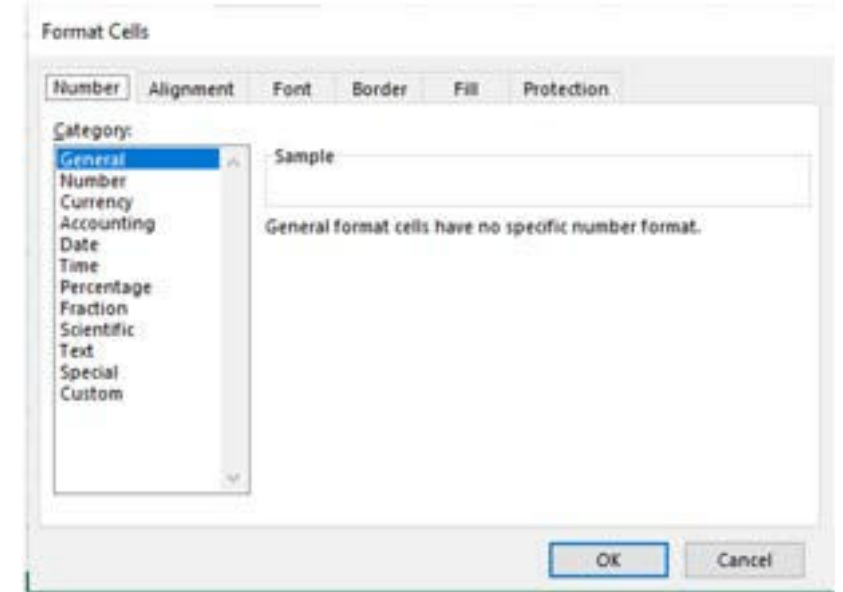 Format Cells
Number Alignment Font Border Fill Protection
Category:
General
Number
Currency
Accounting
Date
Time
Percentage
Fraction
Scientific
Text
Special
Custom
Sample
General format cells have no specific number format.
OK Cancel